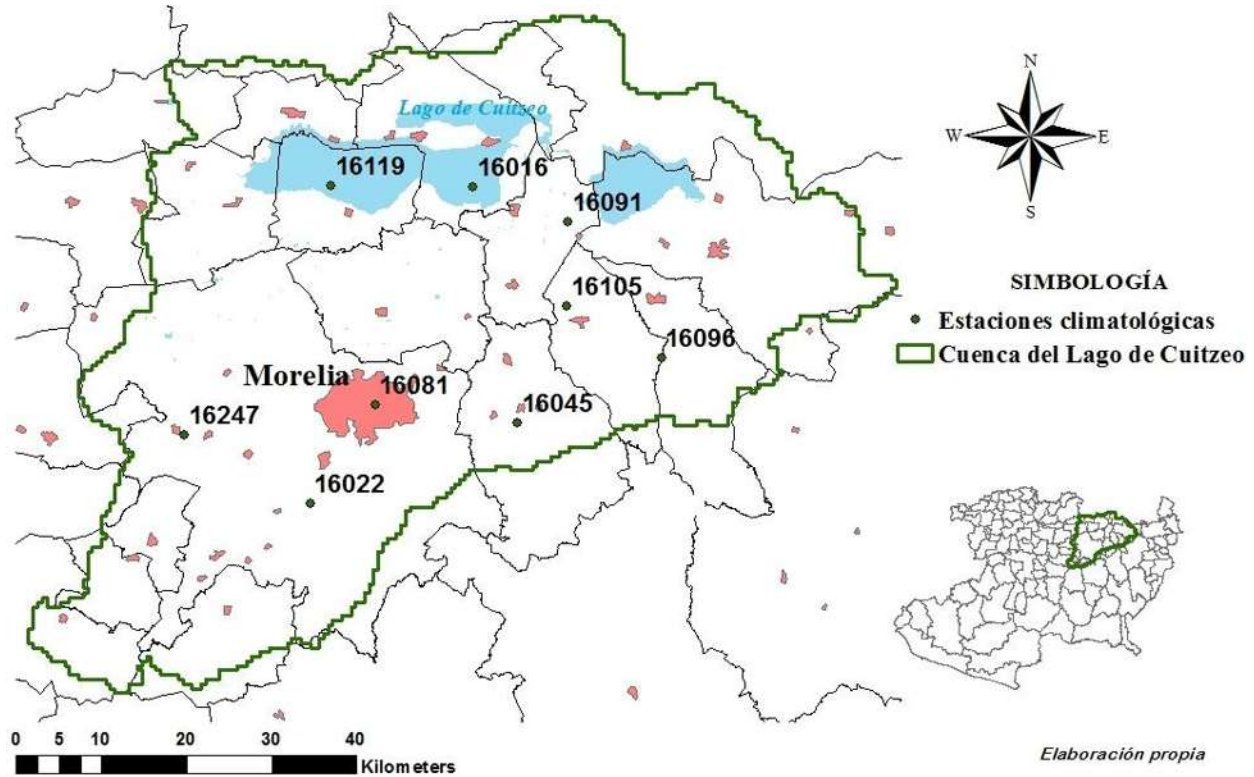 Lago de Cuitzeo
16119
16016
16091
16105
16096
Morelia
16081
16247
16045
16022
N
W
E
S
SIMBOLOGÍA
Estaciones climatológicas
Cuenca del Lago de Cuitzeo
0 5 10 20 30 40
Kilometers
Elaboración propia